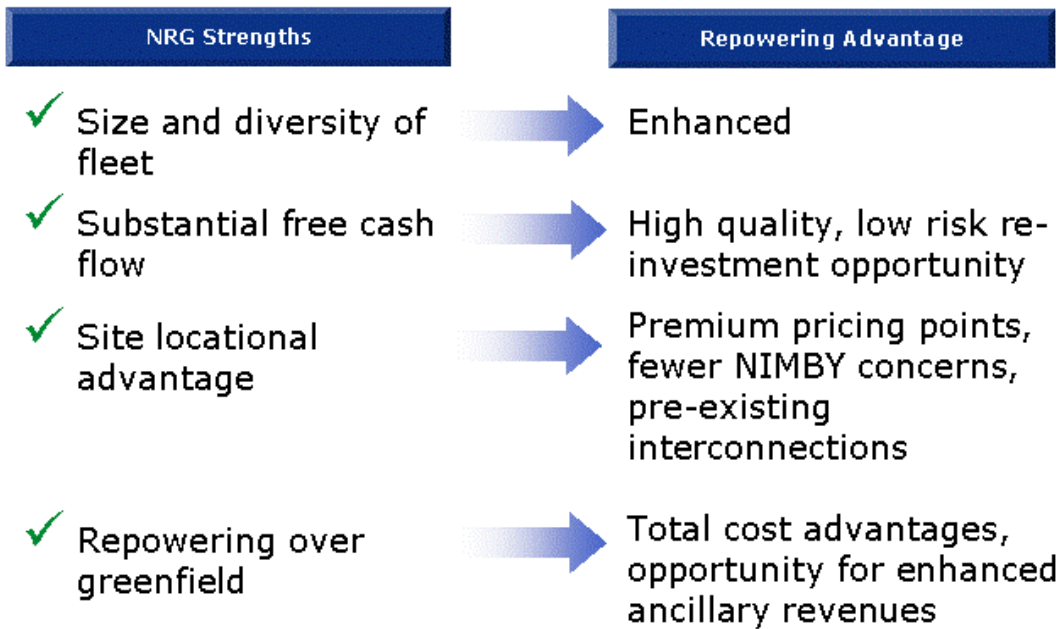 NRG Strengths
Repowering Advantage
Size and diversity of
fleet
Enhanced
Substantial free cash
flow
High quality, low risk re-
investment opportunity
Site locational
advantage
Premium pricing points,
fewer NIMBY concerns,
pre-existing
interconnections
Repowering over
greenfield
Total cost advantages,
opportunity for enhanced
ancillary revenues